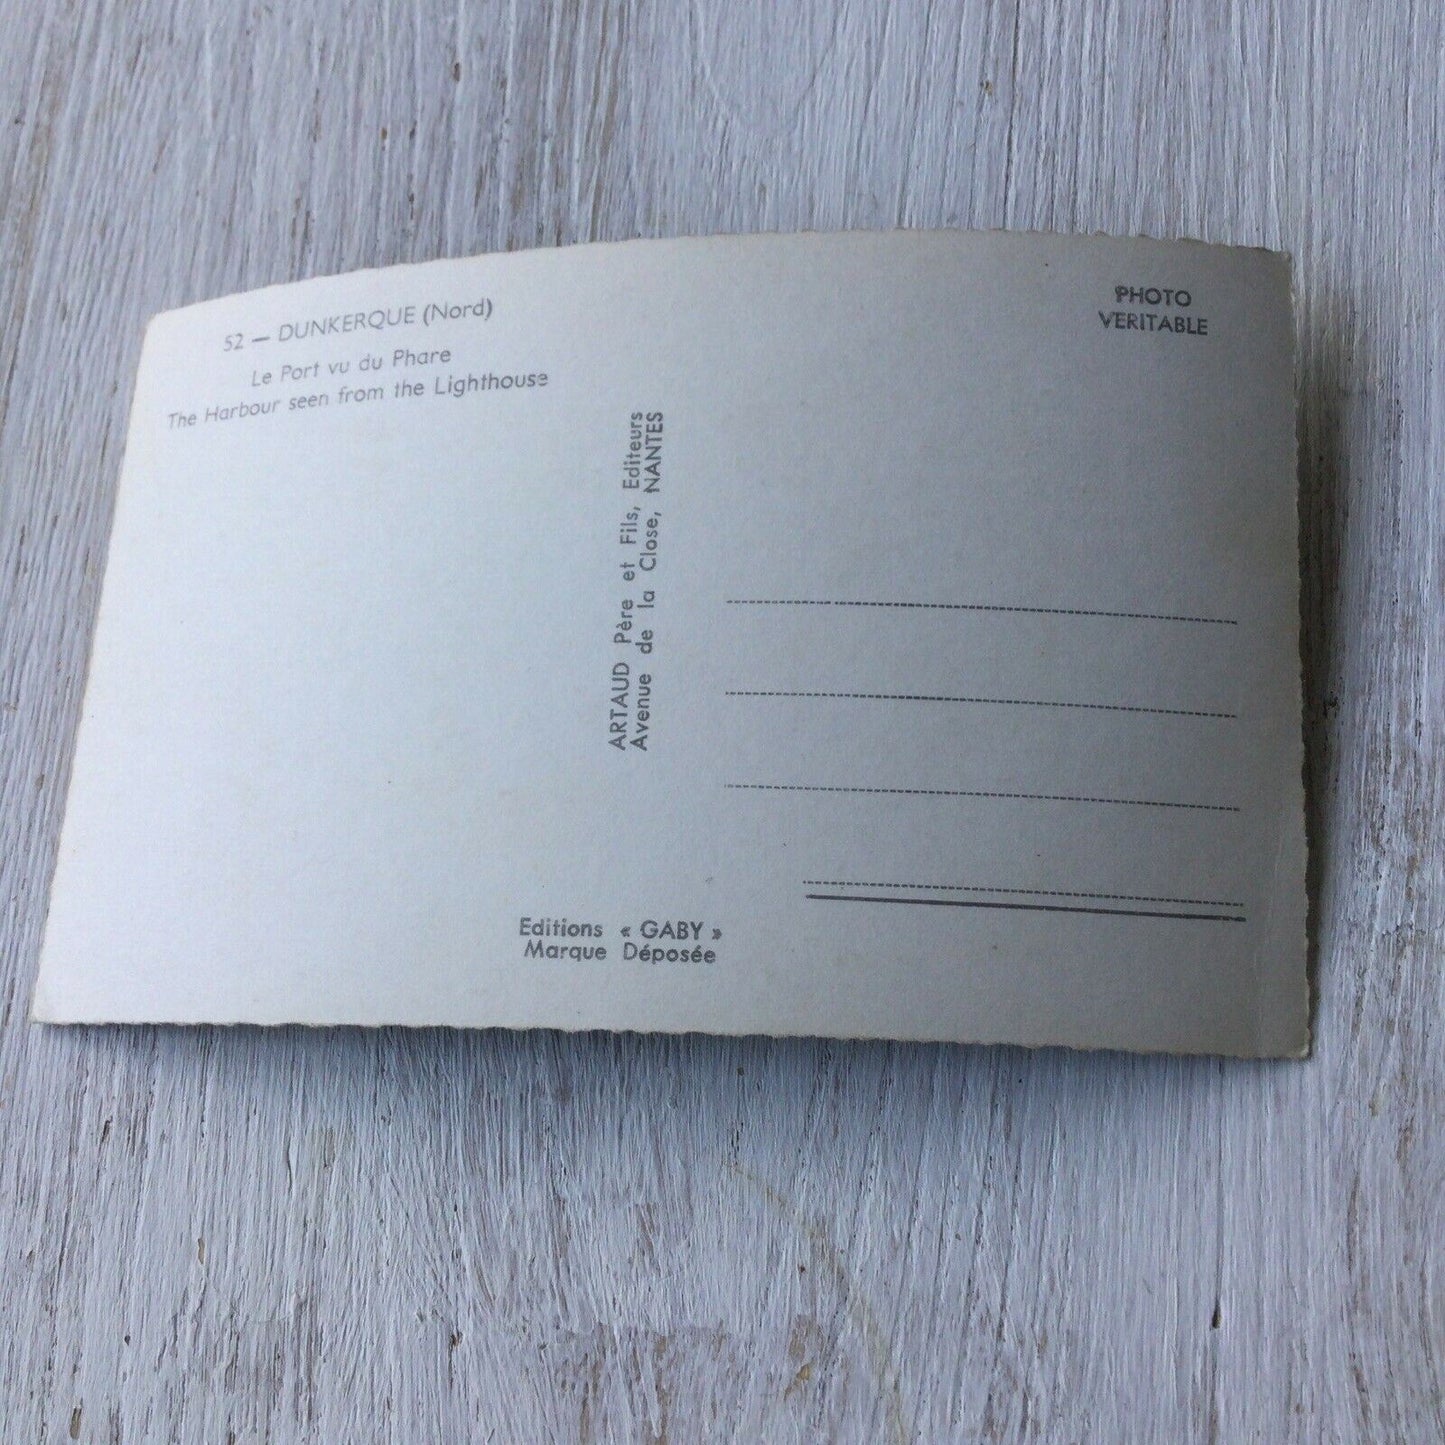 52 — DUNKERQUE (Nord)
Le Port vu du Phare
The Harbour seen from the Lighthouse
PHOTO
VERITABLE
ARTAUD Père et Fils, Editeurs
Avenue de la Close, NANTES
Editions « GABY »
Marque Déposée